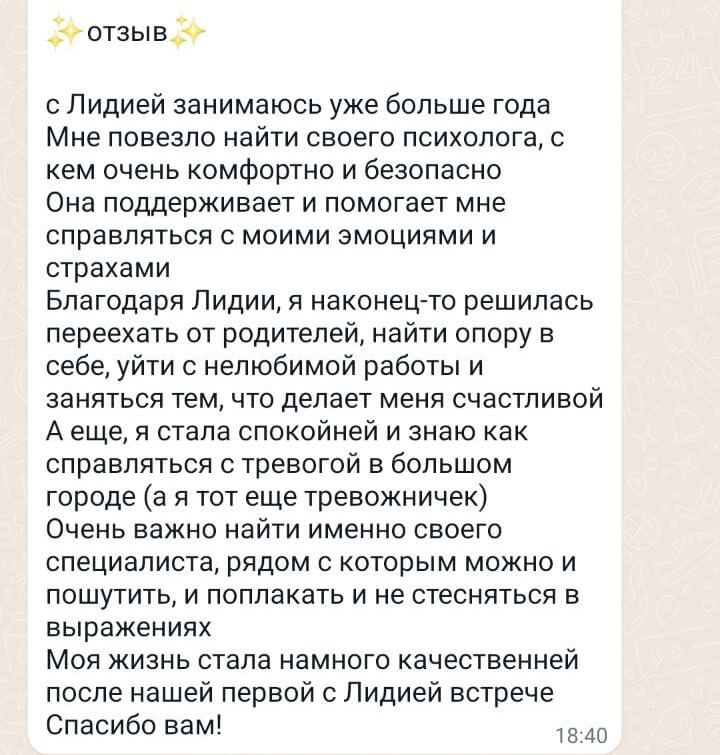 ✨отзыв✨
с Лидией занимаюсь уже больше года
Мне повезло найти своего психолога, с
кем очень комфортно и безопасно
Она поддерживает и помогает мне
справляться с моими эмоциями и
страхами
Благодаря Лидии, я наконец-то решилась
переехать от родителей, найти опору в
себе, уйти с нелюбимой работы и
заняться тем, что делает меня счастливой
А еще, я стала спокойней и знаю как
справляться с тревогой в большом
городе (а я тот еще тревожничек)
Очень важно найти именно своего
специалиста, рядом с которым можно и
пошутить, и поплакать и не стесняться в
выражениях
Моя жизнь стала намного качественней
после нашей первой с Лидией встрече
Спасибо вам!
18:40